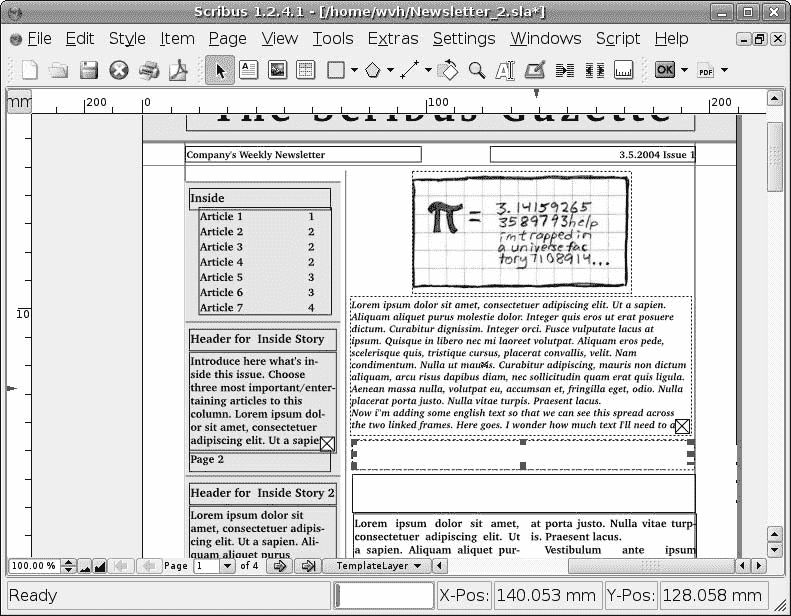 Scribus 1.2.4.1 - [/home/wvh/Newsletter_2.sla*]
File Edit Style Item Page View Tools Extras Settings Windows Script Help
OK PDF
mm 200 0 100 200
The Scribus Gazette
Company's Weekly Newsletter 3.5.2004 Issue 1
Inside
Article 1 1
Article 2 2
Article 3 2
Article 4 2
Article 5 3
Article 6 3
Article 7 4
π = 3.14159265
3589793help
imtrapped in
a universe fac
tory7108914...
10
Header for Inside Story
Introduce here what's in-
side this issue. Choose
three most important/enter-
taining articles to this
column. Lorem ipsum dol-
or sit amet, consectetuer
adipiscing elit. Ut a sapie
Page 2
Header for Inside Story 2
Lorem ipsum dolor sit
amet, consectetuer adipis-
cing elit. Ut a sapien. Ali-
quam aliquet purus
Lorem ipsum dolor sit amet, consectetuer adipiscing elit. Ut a sapien.
Aliquam aliquet purus molestie dolor. Integer quis eros ut erat posuere
dictum. Curabitur dignissim. Integer orci. Fusce vulputate lacus at
ipsum. Quisque in libero nec mi laoreet volutpat. Aliquam eros pede,
scelerisque quis, tristique cursus, placerat convallis, velit. Nam
condimentum. Nulla ut mauris. Curabitur adipiscing, mauris non dictum
aliquam, arcu risus dapibus diam, nec sollicitudin quam erat quis ligula.
Aenean massa nulla, volutpat eu, accumsan et, fringilla eget, odio. Nulla
placerat porta justo. Nulla vitae turpis. Praesent lacus.
Now i"m adding some english text so that we can see this spread across
the two linked frames. Here goes. I wonder how much text I'll need to a
Lorem ipsum dolor sit amet,
consectetuer adipiscing elit. Ut
a sapien. Aliquam aliquet pur-
at porta justo. Nulla vitae turp-
is. Praesent lacus.
Vestibulum ante ipsum
100.00 % Page 1 of 4 TemplateLayer
Ready X-Pos: 140.053 mm Y-Pos: 128.058 mm